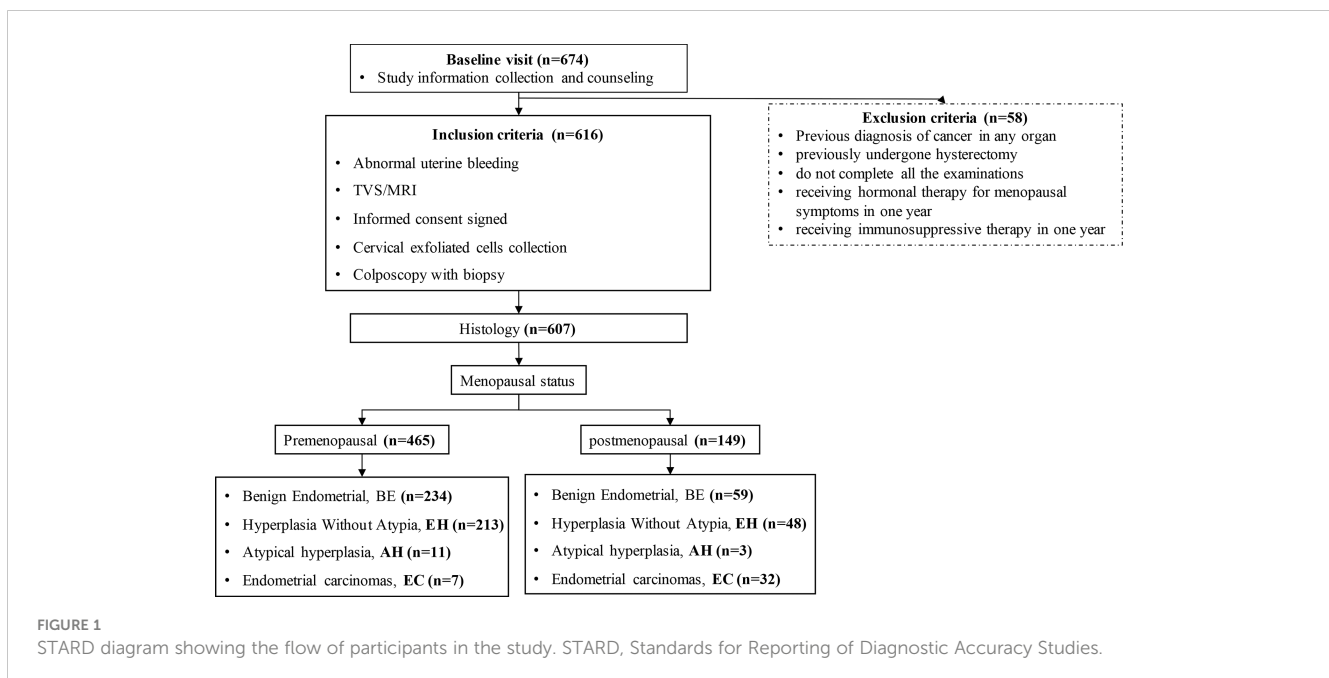 Baseline visit (n=674)
• Study information collection and counseling
Exclusion criteria (n=58)
• Previous diagnosis of cancer in any organ
• previously undergone hysterectomy
• do not complete all the examinations
• receiving hormonal therapy for menopausal
symptoms in one year
• receiving immunosuppressive therapy in one year
Inclusion criteria (n=616)
• Abnormal uterine bleeding
• TVS/MRI
• Informed consent signed
• Cervical exfoliated cells collection
• Colposcopy with biopsy
Histology (n=607)
Menopausal status
Premenopausal (n=465)
postmenopausal (n=149)
• Benign Endometrial, BE (n=234)
• Hyperplasia Without Atypia, EH (n=213)
• Atypical hyperplasia, AH (n=11)
• Endometrial carcinomas, EC (n=7)
• Benign Endometrial, BE (n=59)
• Hyperplasia Without Atypia, EH (n=48)
• Atypical hyperplasia, AH (n=3)
• Endometrial carcinomas, EC (n=32)
FIGURE 1
STARD diagram showing the flow of participants in the study. STARD, Standards for Reporting of Diagnostic Accuracy Studies.